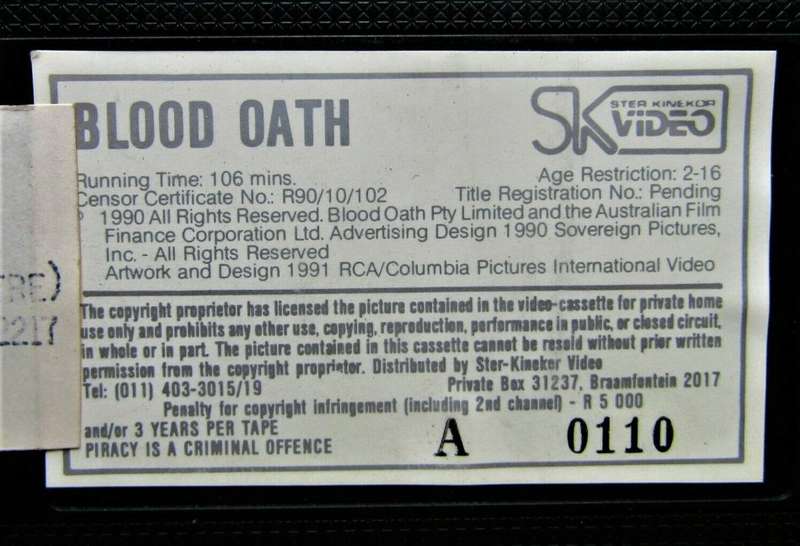 BLOOD OATH
SK STER KINEKOR VIDEO
Running Time: 106 mins. Age Restriction: 2-16
Censor Certificate No.: R90/10/102 Title Registration No.: Pending
1990 All Rights Reserved. Blood Oath Pty Limited and the Australian Film
Finance Corporation Ltd. Advertising Design 1990 Sovereign Pictures,
Inc. - All Rights Reserved
Artwork and Design 1991 RCA/Columbia Pictures International Video
The copyright proprietor has licensed the picture contained in the video-cassette for private home
use only and prohibits any other use, copying, reproduction, performance in public, or closed circuit,
in whole or in part. The picture contained in this cassette cannot be resold without prior written
permission from the copyright proprietor. Distributed by Ster-Kinekor Video
Tel: (011) 403-3015/19 Private Box 31237, Braamfontein 2017
Penalty for copyright infringement (including 2nd channel) - R 5 000
and/or 3 YEARS PER TAPE
PIRACY IS A CRIMINAL OFFENCE A 0110
2217